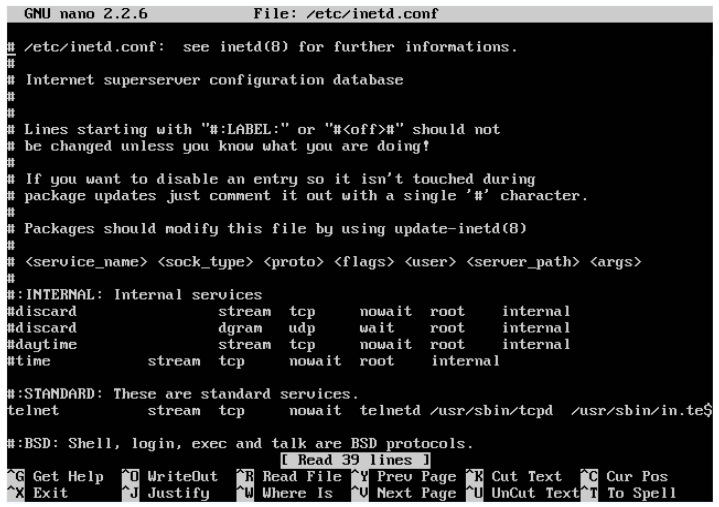 GNU nano 2.2.6 File: /etc/inetd.conf
# /etc/inetd.conf: see inetd(8) for further informations.
#
# Internet superserver configuration database
#
#
# Lines starting with "#:LABEL:" or "#<off>#" should not
# be changed unless you know what you are doing!
#
# If you want to disable an entry so it isn't touched during
# package updates just comment it out with a single '#' character.
#
# Packages should modify this file by using update-inetd(8)
#
# <service_name> <sock_type> <proto> <flags> <user> <server_path> <args>
#
#:INTERNAL: Internal services
#discard stream tcp nowait root internal
#discard dgram udp wait root internal
#daytime stream tcp nowait root internal
#time stream tcp nowait root internal
#:STANDARD: These are standard services.
telnet stream tcp nowait telnetd /usr/sbin/tcpd /usr/sbin/in.te$
#:BSD: Shell, login, exec and talk are BSD protocols.
[ Read 39 lines ]
^G Get Help ^O WriteOut ^R Read File ^Y Prev Page ^K Cut Text ^C Cur Pos
^X Exit ^J Justify ^W Where Is ^V Next Page ^U UnCut Text ^T To Spell